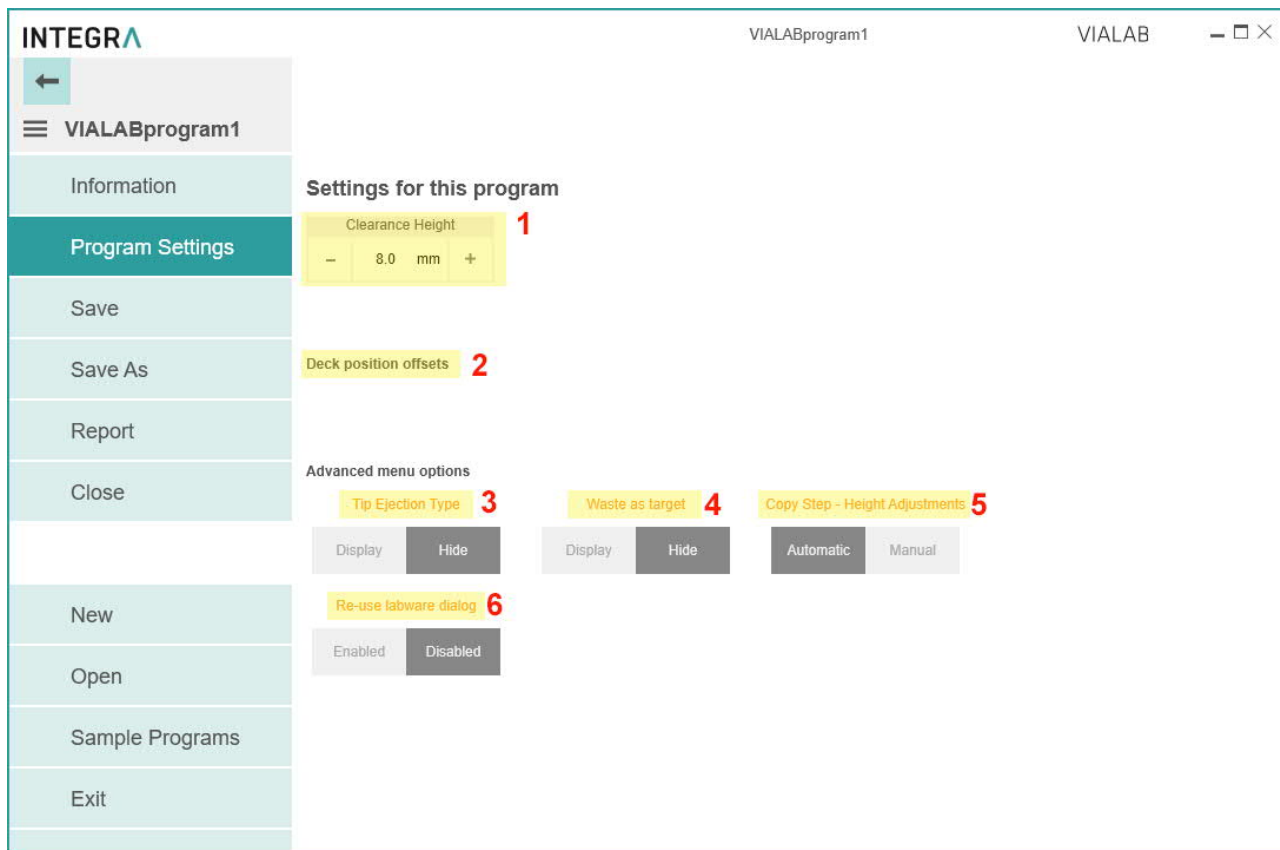 INTEGRA
VIALABprogram1
VIALAB
VIALABprogram1
Information
Program Settings
Save
Save As
Report
Close
New
Open
Sample Programs
Exit
Settings for this program
Clearance Height 1
– 8.0 mm +
Deck position offsets 2
Advanced menu options
Tip Ejection Type 3
Display Hide
Waste as target 4
Display Hide
Copy Step - Height Adjustments 5
Automatic Manual
Re-use labware dialog 6
Enabled Disabled